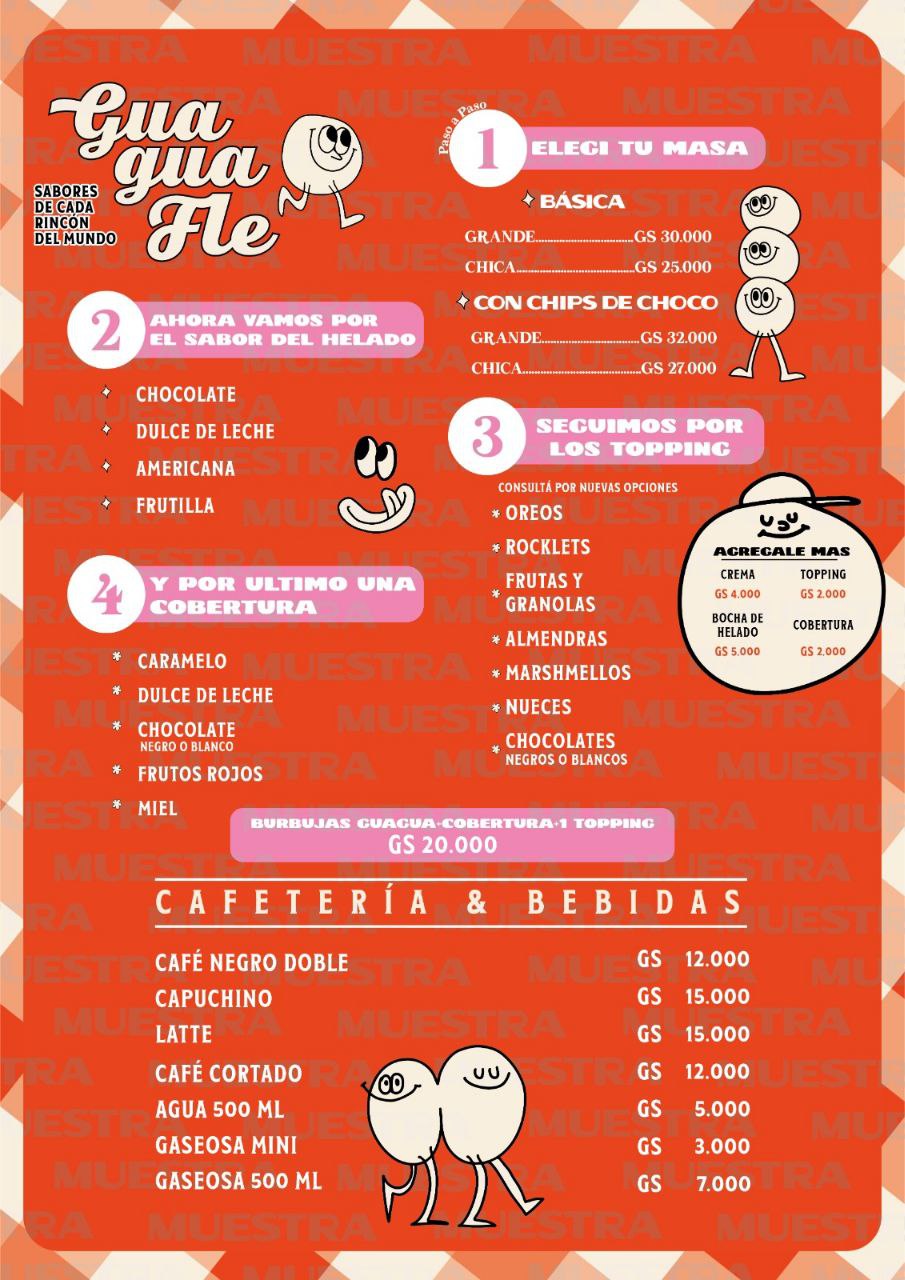 Gua
gua
Fle
SABORES
DE CADA
RINCÓN
DEL MUNDO
Paso a Paso
1 ELEGI TU MASA
BÁSICA
GRANDE GS 30.000
CHICA GS 25.000
CON CHIPS DE CHOCO
GRANDE GS 32.000
CHICA GS 27.000
2 AHORA VAMOS POR
EL SABOR DEL HELADO
CHOCOLATE
DULCE DE LECHE
AMERICANA
FRUTILLA
3 SEGUIMOS POR
LOS TOPPING
CONSULTÁ POR NUEVAS OPCIONES
* OREOS
* ROCKLETS
* FRUTAS Y
GRANOLAS
* ALMENDRAS
* MARSHMELLOS
* NUECES
* CHOCOLATES
NEGROS O BLANCOS
AGREGALE MAS
CREMA TOPPING
GS 4.000 GS 2.000
BOCHA DE
HELADO COBERTURA
GS 5.000 GS 2.000
4 Y POR ULTIMO UNA
COBERTURA
* CARAMELO
* DULCE DE LECHE
* CHOCOLATE
NEGRO O BLANCO
* FRUTOS ROJOS
* MIEL
BURBUJAS GUAGUA+COBERTURA+1 TOPPING
GS 20.000
CAFETERÍA & BEBIDAS
CAFÉ NEGRO DOBLE GS 12.000
CAPUCHINO GS 15.000
LATTE GS 15.000
CAFÉ CORTADO GS 12.000
AGUA 500 ML GS 5.000
GASEOSA MINI GS 3.000
GASEOSA 500 ML GS 7.000
MUESTRA